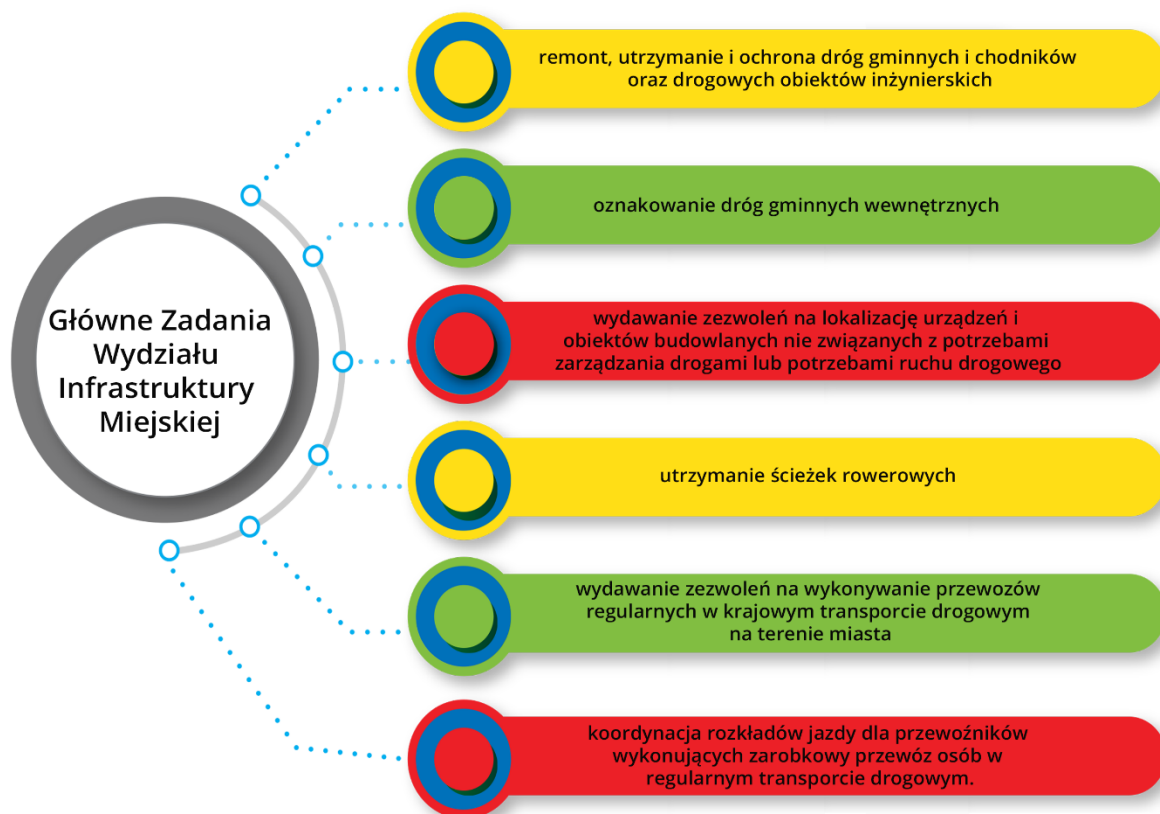 Główne Zadania
Wydziału
Infrastruktury
Miejskiej
remont, utrzymanie i ochrona dróg gminnych i chodników
oraz drogowych obiektów inżynierskich
oznakowanie dróg gminnych wewnętrznych
wydawanie zezwoleń na lokalizację urządzeń i
obiektów budowlanych nie związanych z potrzebami
zarządzania drogami lub potrzebami ruchu drogowego
utrzymanie ścieżek rowerowych
wydawanie zezwoleń na wykonywanie przewozów
regularnych w krajowym transporcie drogowym
na terenie miasta
koordynacja rozkładów jazdy dla przewoźników
wykonujących zarobkowy przewóz osób w
regularnym transporcie drogowym.